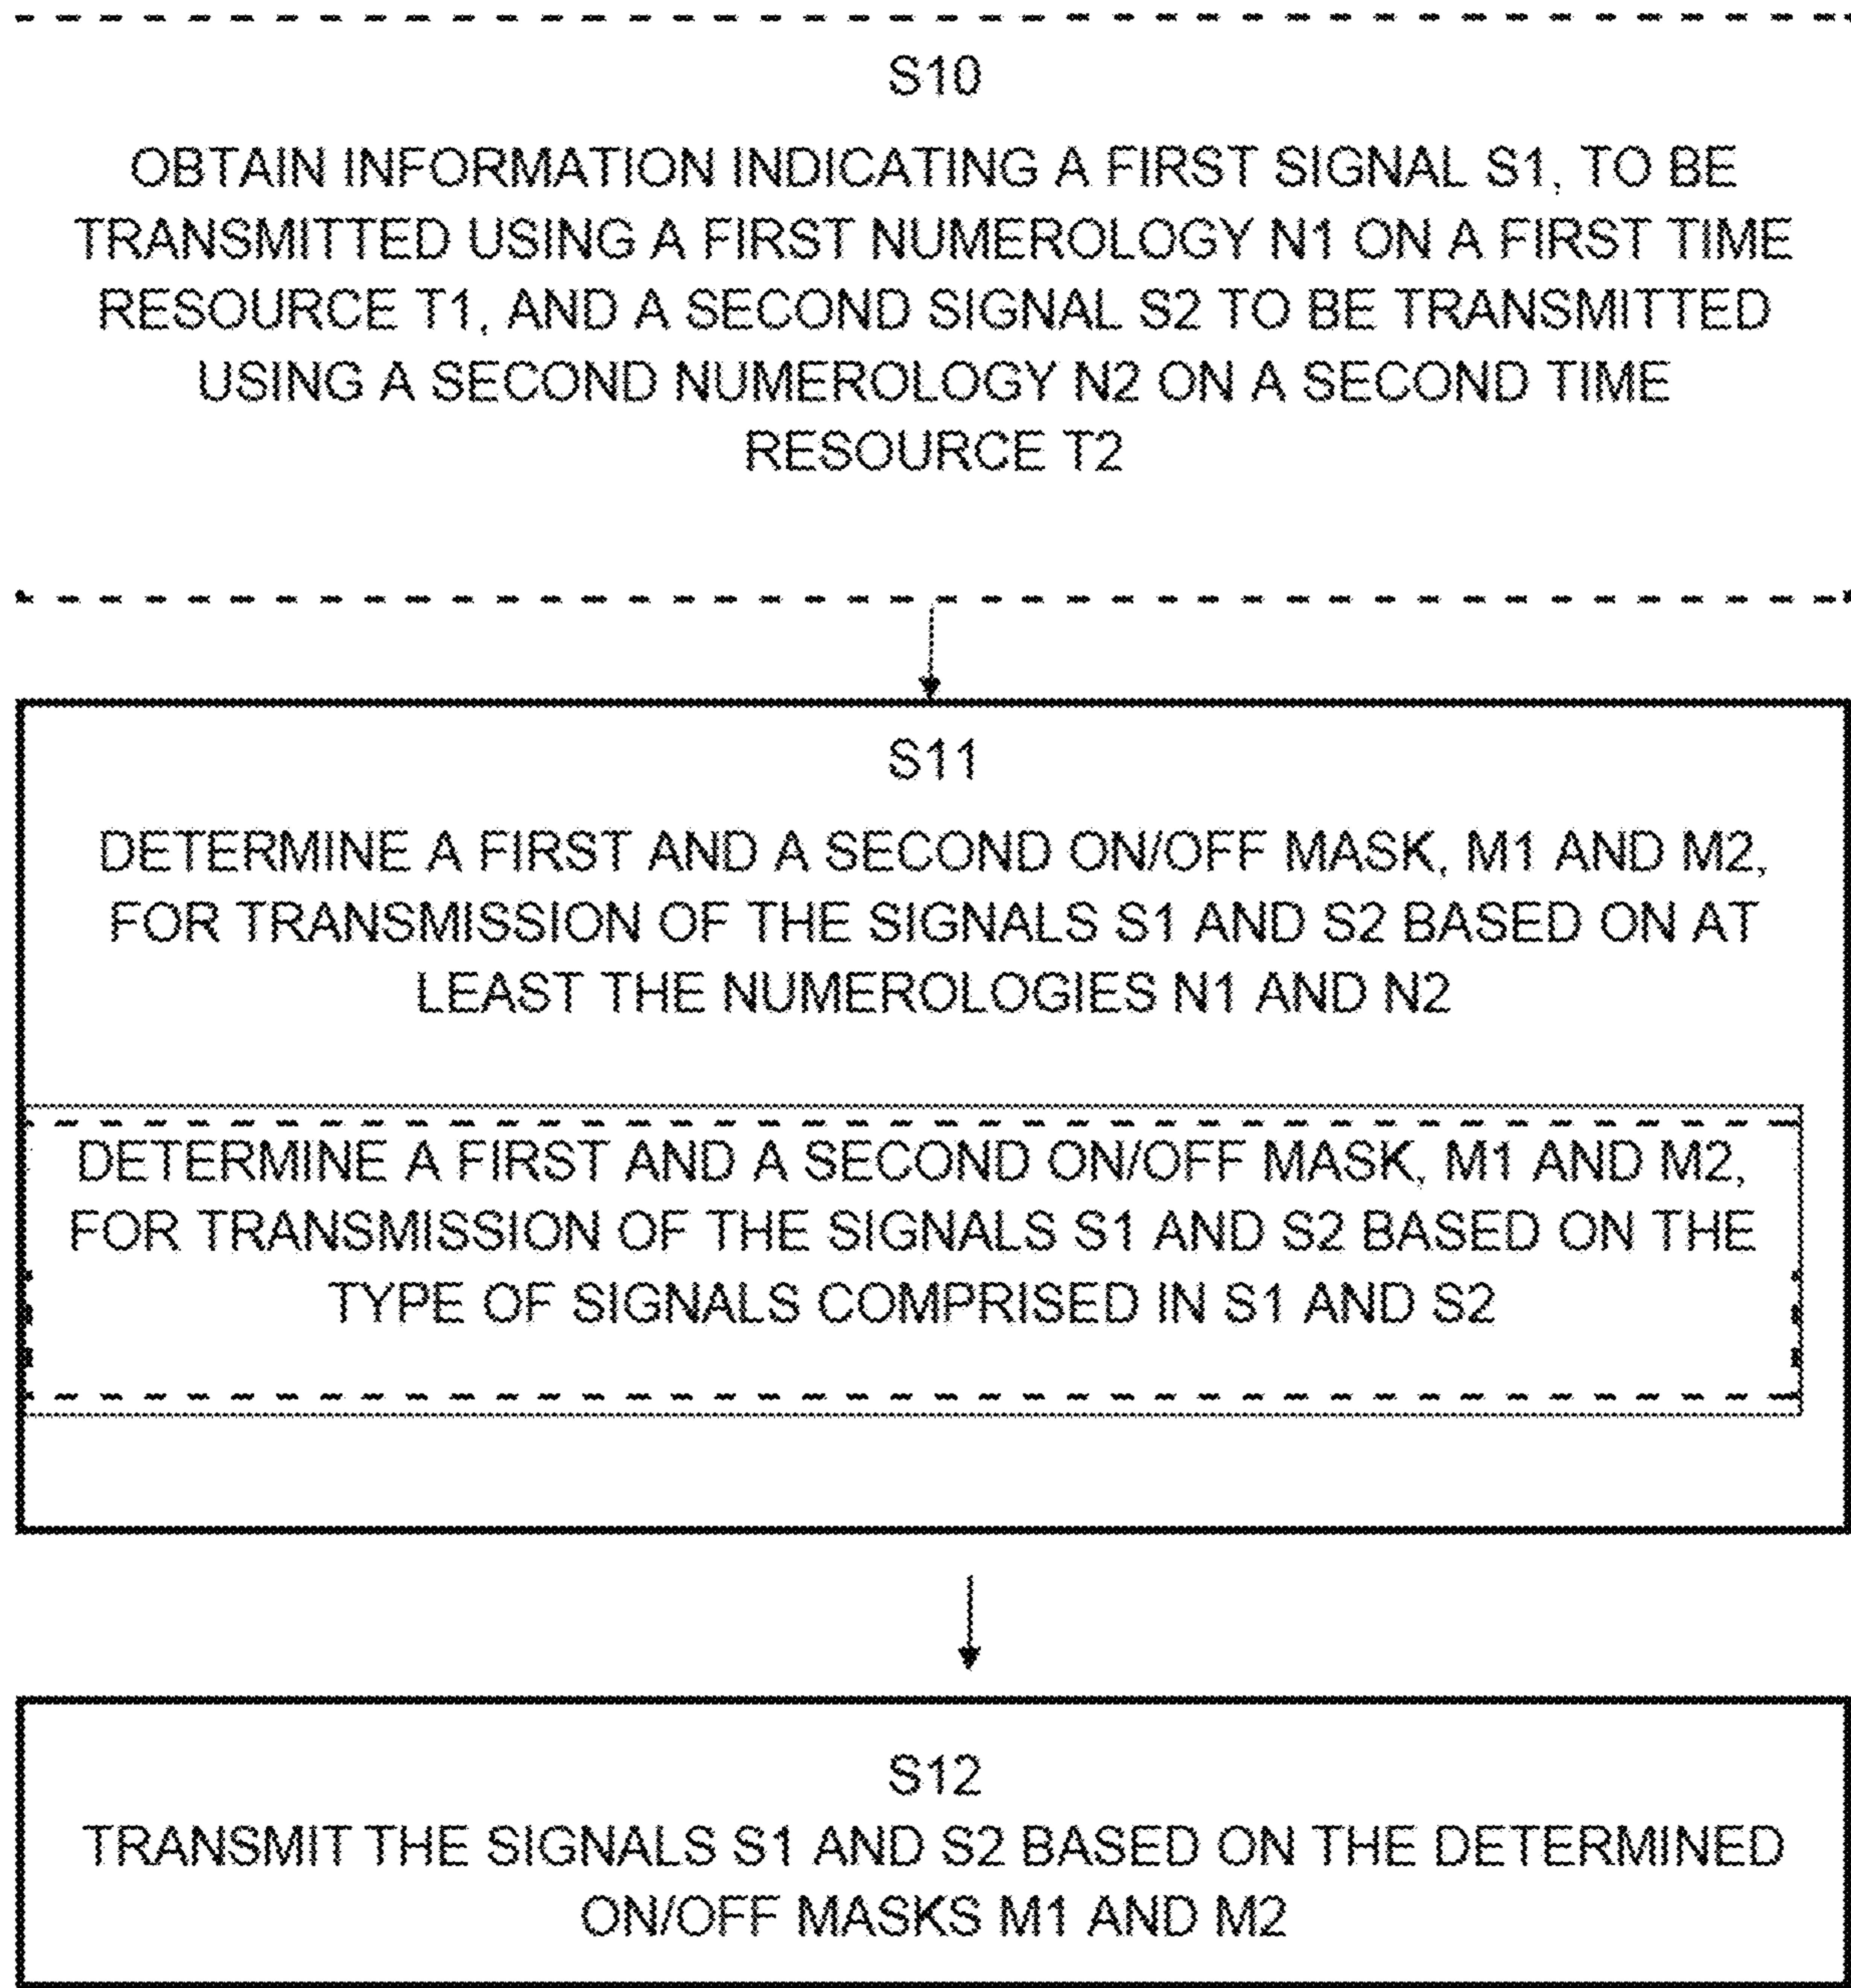 S10
OBTAIN INFORMATION INDICATING A FIRST SIGNAL S1, TO BE
TRANSMITTED USING A FIRST NUMEROLOGY N1 ON A FIRST TIME
RESOURCE T1, AND A SECOND SIGNAL S2 TO BE TRANSMITTED
USING A SECOND NUMEROLOGY N2 ON A SECOND TIME
RESOURCE T2
S11
DETERMINE A FIRST AND A SECOND ON/OFF MASK, M1 AND M2,
FOR TRANSMISSION OF THE SIGNALS S1 AND S2 BASED ON AT
LEAST THE NUMEROLOGIES N1 AND N2
DETERMINE A FIRST AND A SECOND ON/OFF MASK, M1 AND M2,
FOR TRANSMISSION OF THE SIGNALS S1 AND S2 BASED ON THE
TYPE OF SIGNALS COMPRISED IN S1 AND S2
S12
TRANSMIT THE SIGNALS S1 AND S2 BASED ON THE DETERMINED
ON/OFF MASKS M1 AND M2